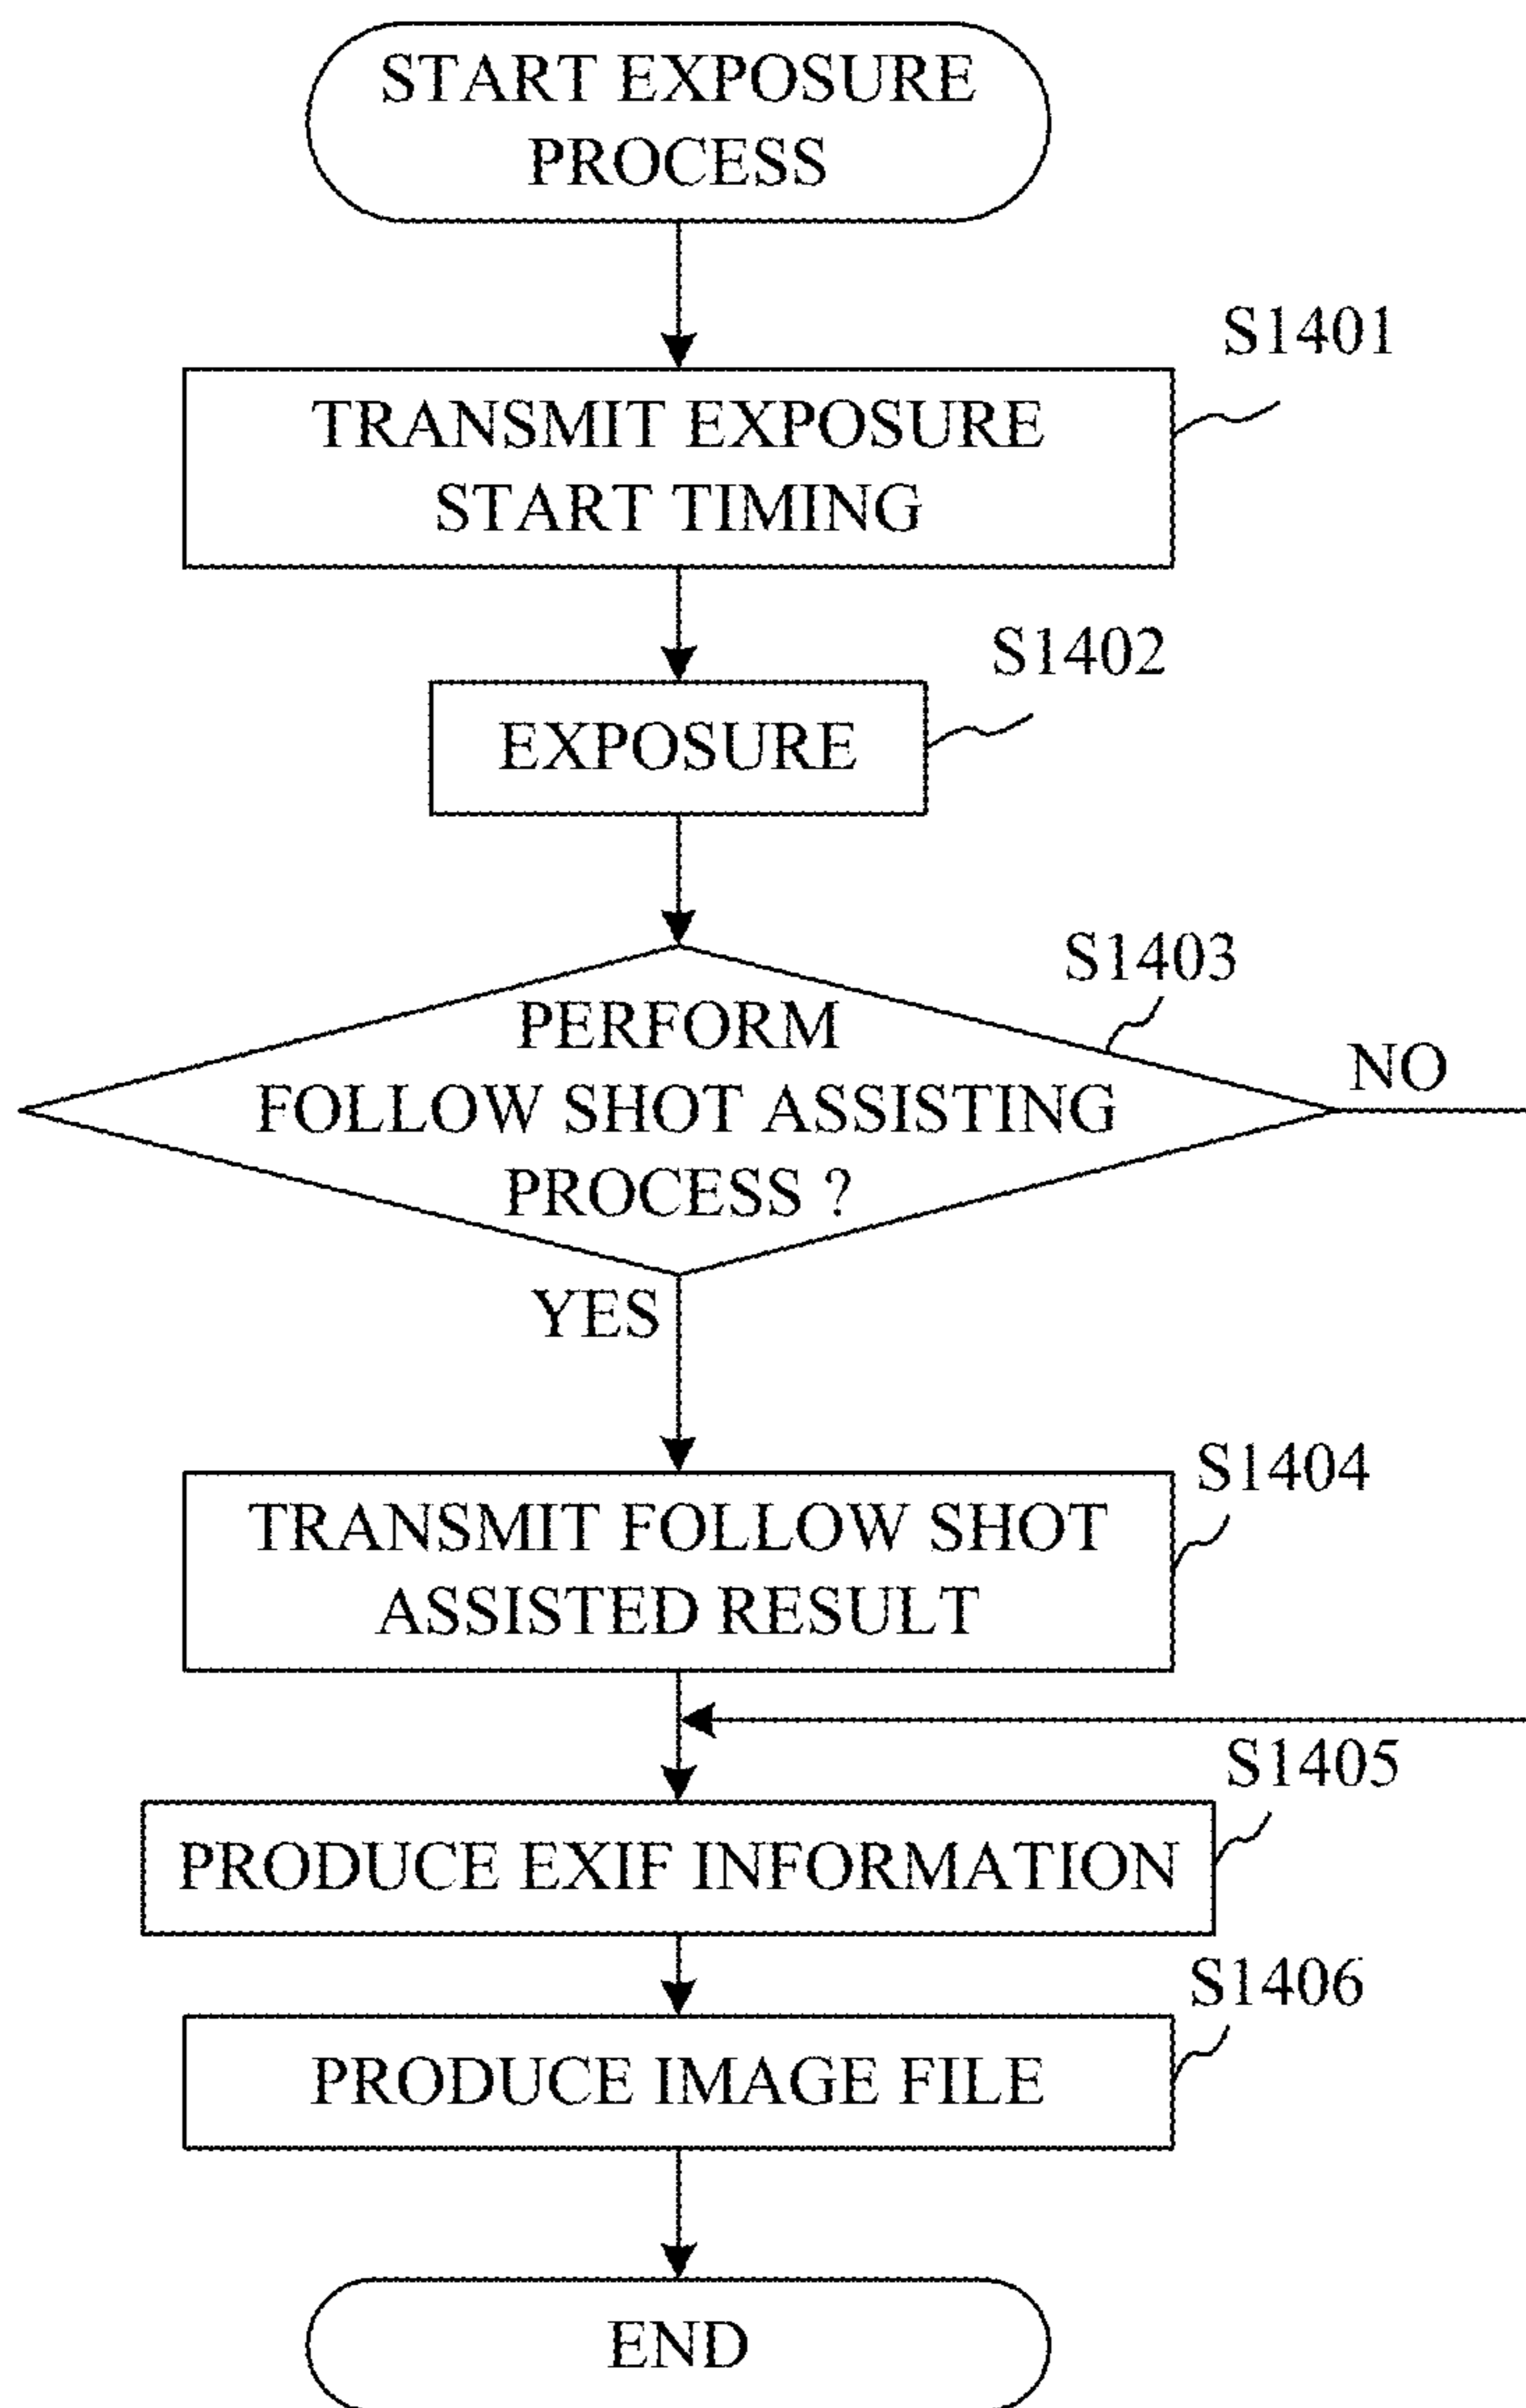 START EXPOSURE
PROCESS
S1401
TRANSMIT EXPOSURE
START TIMING
S1402
EXPOSURE
S1403
PERFORM
FOLLOW SHOT ASSISTING
PROCESS ?
NO
YES
S1404
TRANSMIT FOLLOW SHOT
ASSISTED RESULT
S1405
PRODUCE EXIF INFORMATION
S1406
PRODUCE IMAGE FILE
END